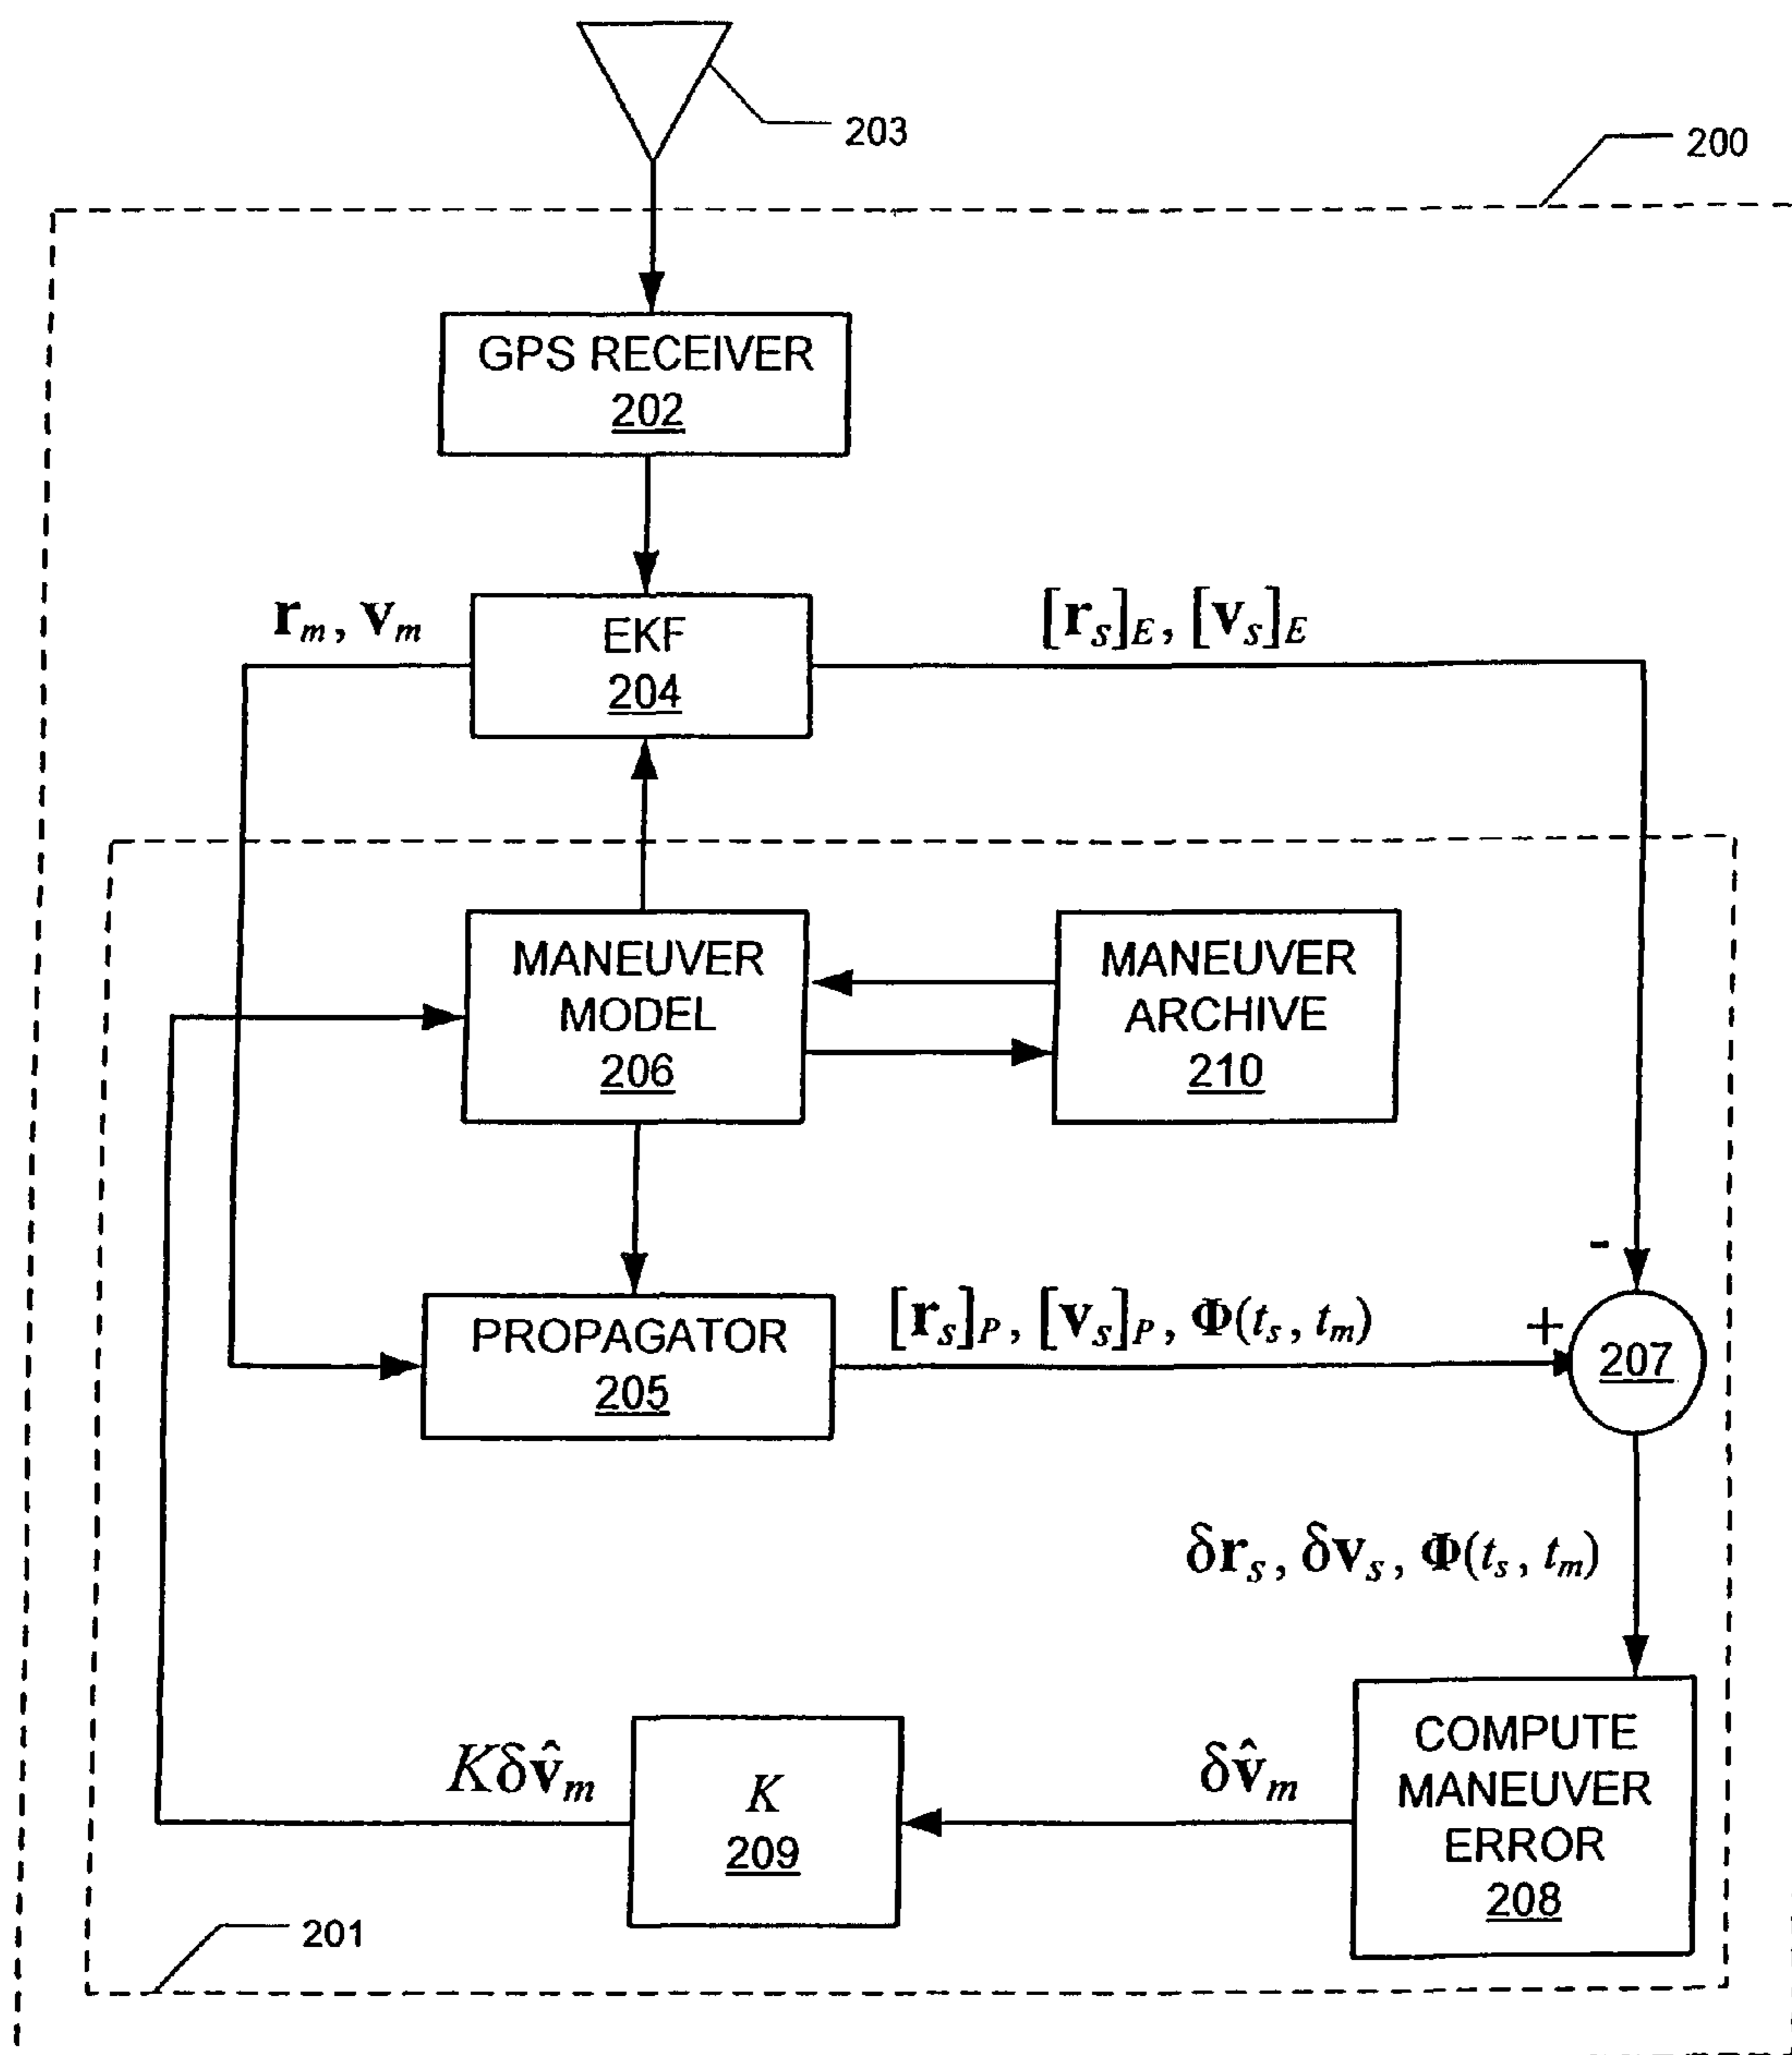 203
200
GPS RECEIVER
202
r_m, v_m
[r_s]_E, [v_s]_E
EKF
204
MANEUVER
MODEL
206
MANEUVER
ARCHIVE
210
-
+
[r_s]_P, [v_s]_P, Φ(t_s, t_m)
PROPAGATOR
205
207
δr_s, δv_s, Φ(t_s, t_m)
Kδv̂_m
K
209
δv̂_m
COMPUTE
MANEUVER
ERROR
208
201